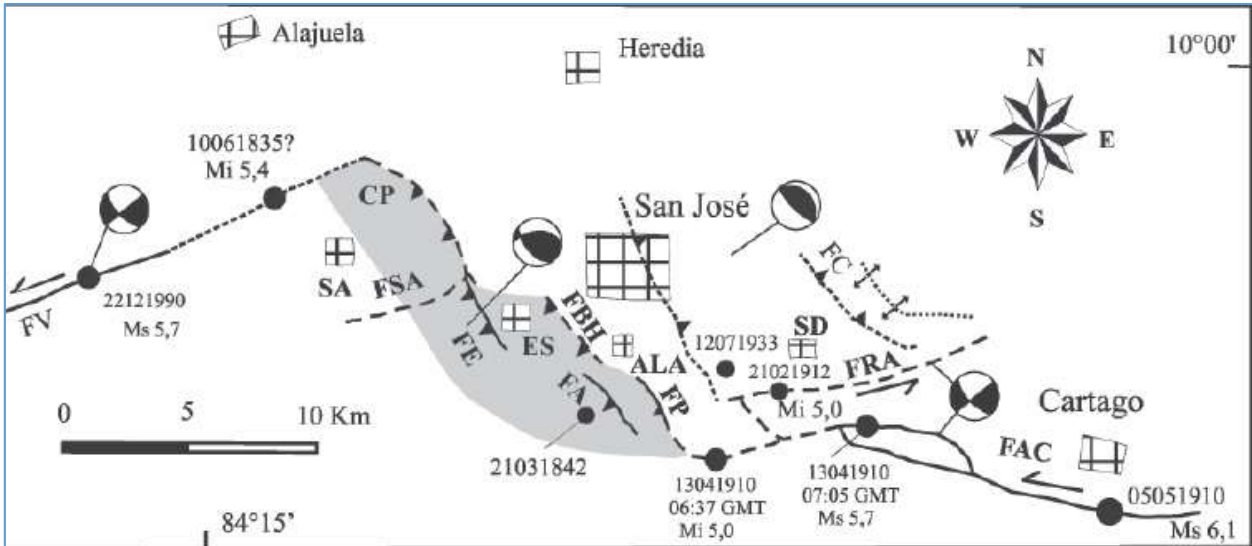 Alajuela
Heredia
10°00'
N
W E
S
10061835?
Mi 5,4
CP
San José
FC
SA
FSA
22121990
Ms 5,7
FV
FE
ES
FBH
ALA
12071933
SD
21021912
Mi 5,0
FRA
FA
FP
Cartago
0 5 10 Km
21031842
13041910
06:37 GMT
Mi 5,0
13041910
07:05 GMT
Ms 5,7
FAC
05051910
Ms 6,1
84°15’